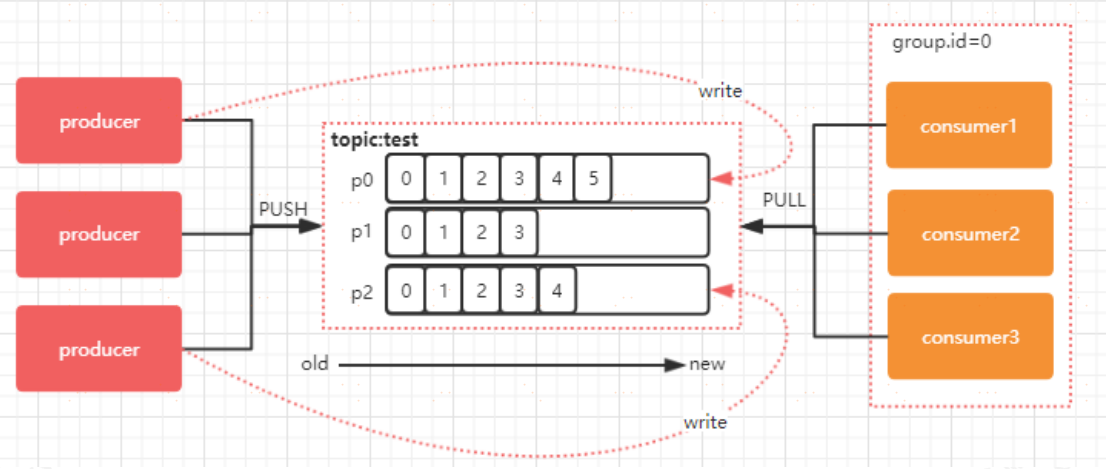 group.id=0
write
producer
consumer1
topic:test
p0 0 1 2 3 4 5
PUSH
PULL
producer
p1 0 1 2 3
consumer2
p2 0 1 2 3 4
producer
consumer3
old
new
write